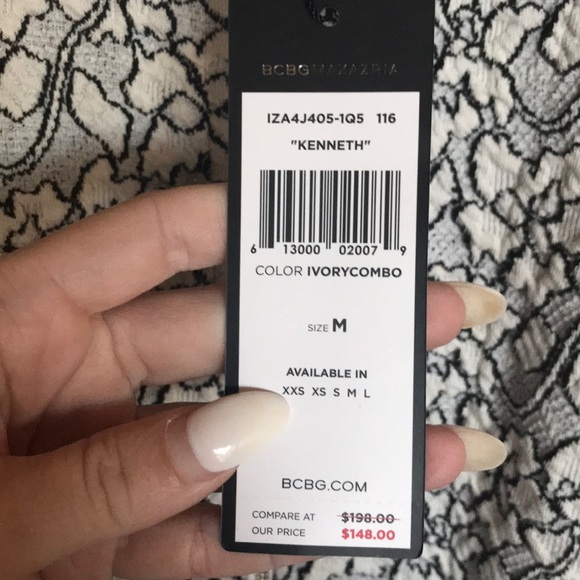 BCBGMAXAZRIA
IZA4J405-1Q5 116
"KENNETH"
6 13000 02007 9
COLOR IVORYCOMBO
SIZE M
AVAILABLE IN
XXS XS S M L
BCBG.COM
COMPARE AT $198.00
OUR PRICE $148.00